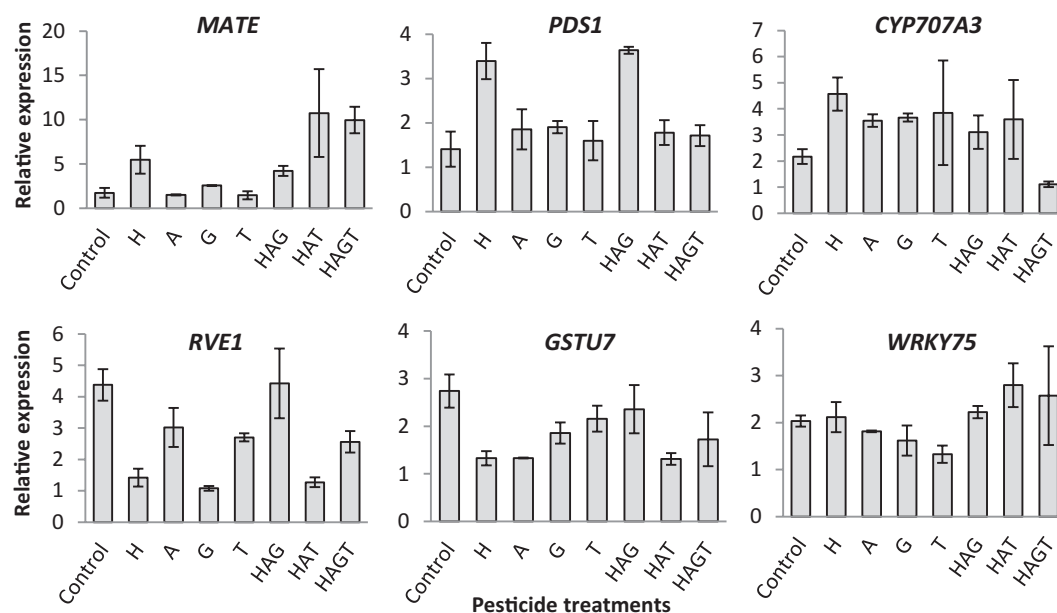 MATE
Relative expression
20
15
10
5
0
Control H A G T HAG HAT HAGT
PDS1
4
3
2
1
0
Control H A G T HAG HAT HAGT
CYP707A3
7
6
5
4
3
2
1
0
Control H A G T HAG HAT HAGT
RVE1
Relative expression
6
5
4
3
2
1
0
Control H A G T HAG HAT HAGT
GSTU7
4
3
2
1
0
Control H A G T HAG HAT HAGT
WRKY75
4
3
2
1
0
Control H A G T HAG HAT HAGT
Pesticide treatments